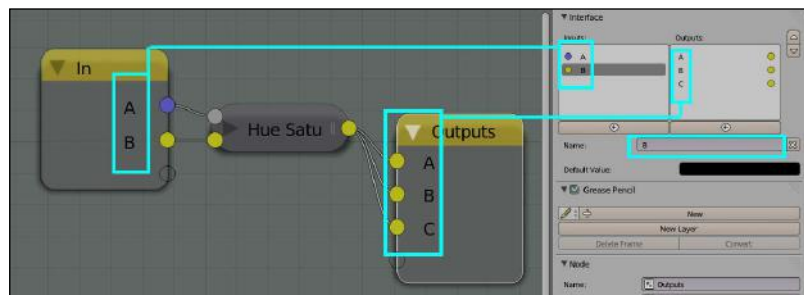 In
A
B
Hue Satu
Outputs
A
B
C
Interface
Inputs:
Outputs:
A
B
A
B
C
Name:
B
Default Value:
Grease Pencil
New
New Layer
Delete Frame
Convert
Node
Name:
Outputs